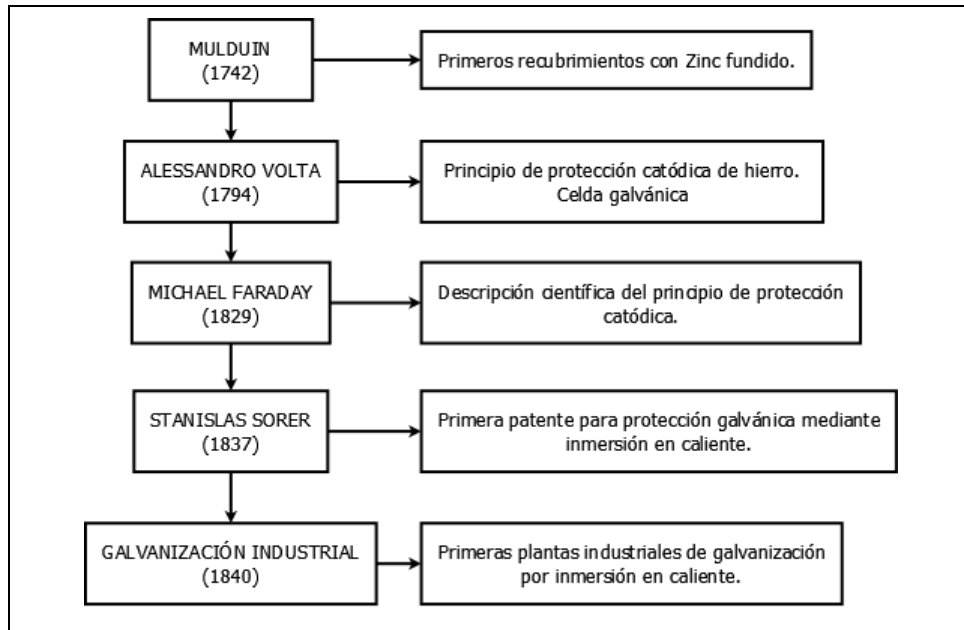 MULDUIN
(1742)
Primeros recubrimientos con Zinc fundido.
ALESSANDRO VOLTA
(1794)
Principio de protección catódica de hierro.
Celda galvánica
MICHAEL FARADAY
(1829)
Descripción científica del principio de protección
catódica.
STANISLAS SORER
(1837)
Primera patente para protección galvánica mediante
inmersión en caliente.
GALVANIZACIÓN INDUSTRIAL
(1840)
Primeras plantas industriales de galvanización
por inmersión en caliente.